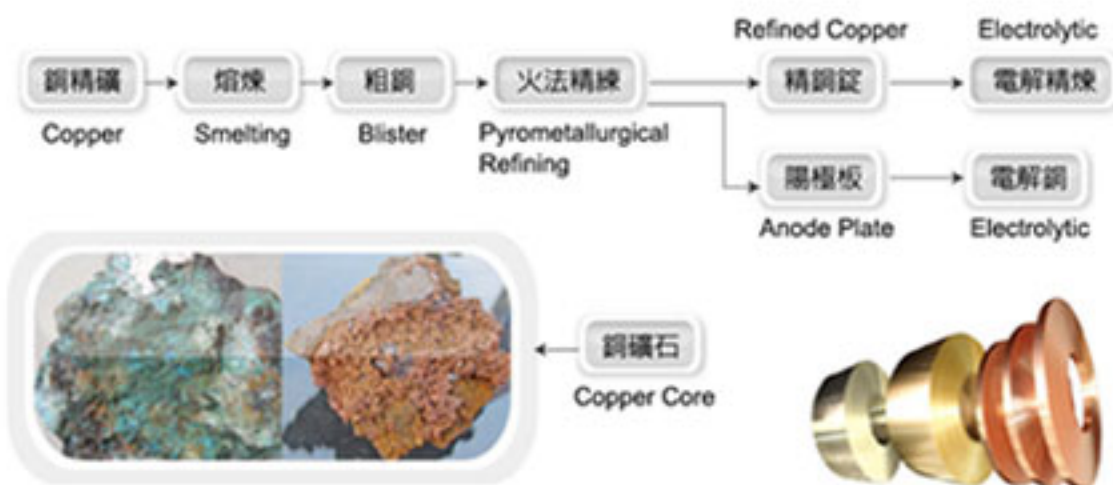 Refined Copper
Electrolytic
銅精礦
熔煉
粗銅
火法精練
精銅錠
電解精煉
Copper
Smelting
Blister
Pyrometallurgical
Refining
陽極板
電解銅
Anode Plate
Electrolytic
銅礦石
Copper Core